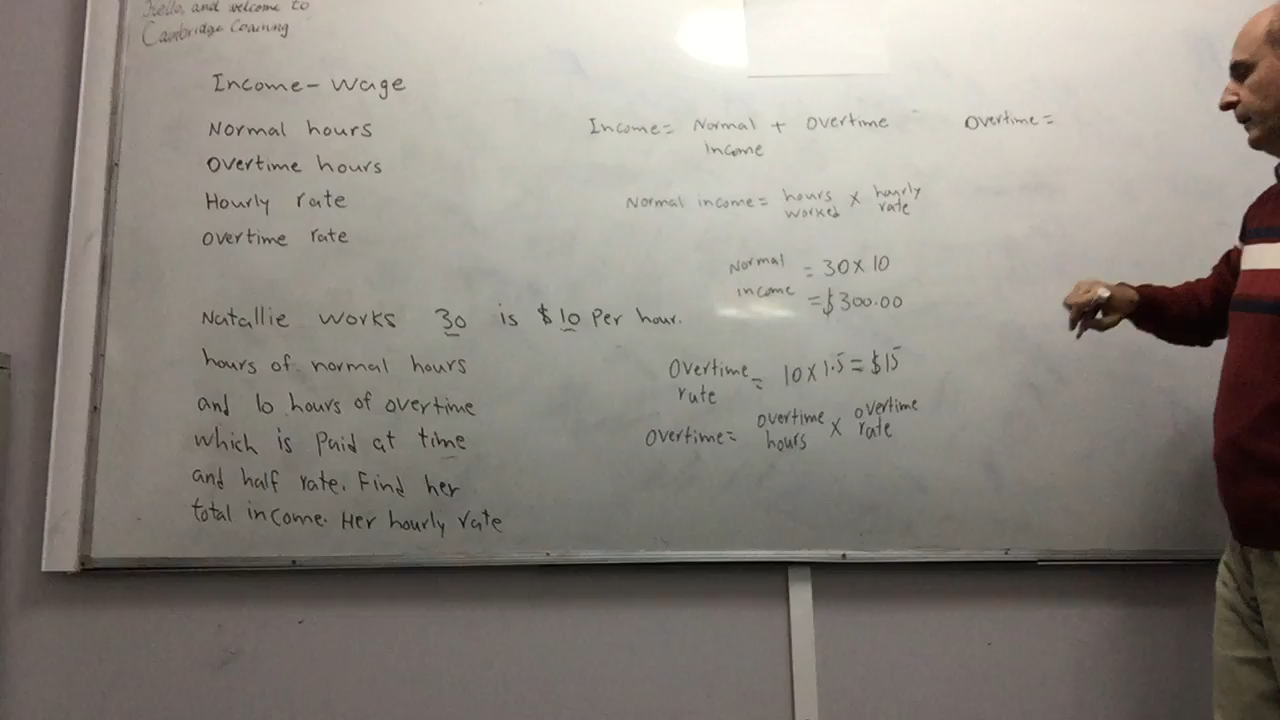 Hello, and welcome to
Cambridge Coaching
Income - Wage
Normal hours
Overtime hours
Hourly rate
Overtime rate
Natallie works 30 is $10 Per hour.
hours of normal hours
and 10 hours of overtime
which is paid at time
and half rate. Find her
total income. Her hourly rate
Income = Normal + Overtime
Income
Normal income = hours worked × hourly rate
Normal income = 30 × 10
= $300.00
Overtime rate = 10 × 1.5 = $15
Overtime = overtime hours × overtime rate
Overtime =